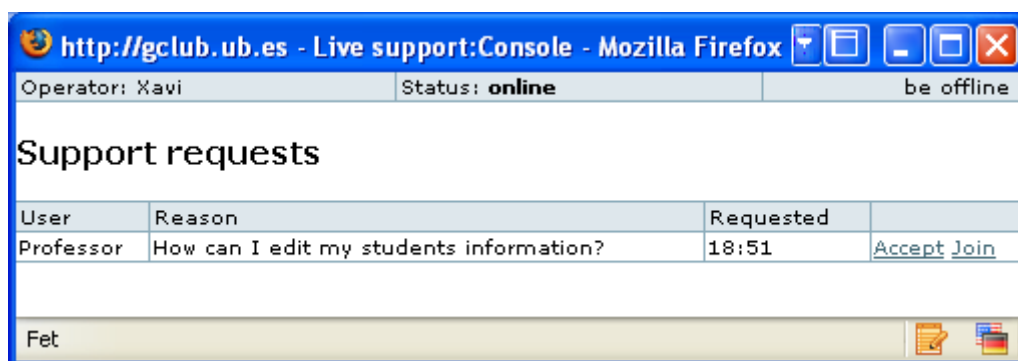 http://gclub.ub.es - Live support:Console - Mozilla Firefox
Operator: Xavi Status: online be offline
Support requests
User Reason Requested
Professor How can I edit my students information? 18:51 Accept Join
Fet